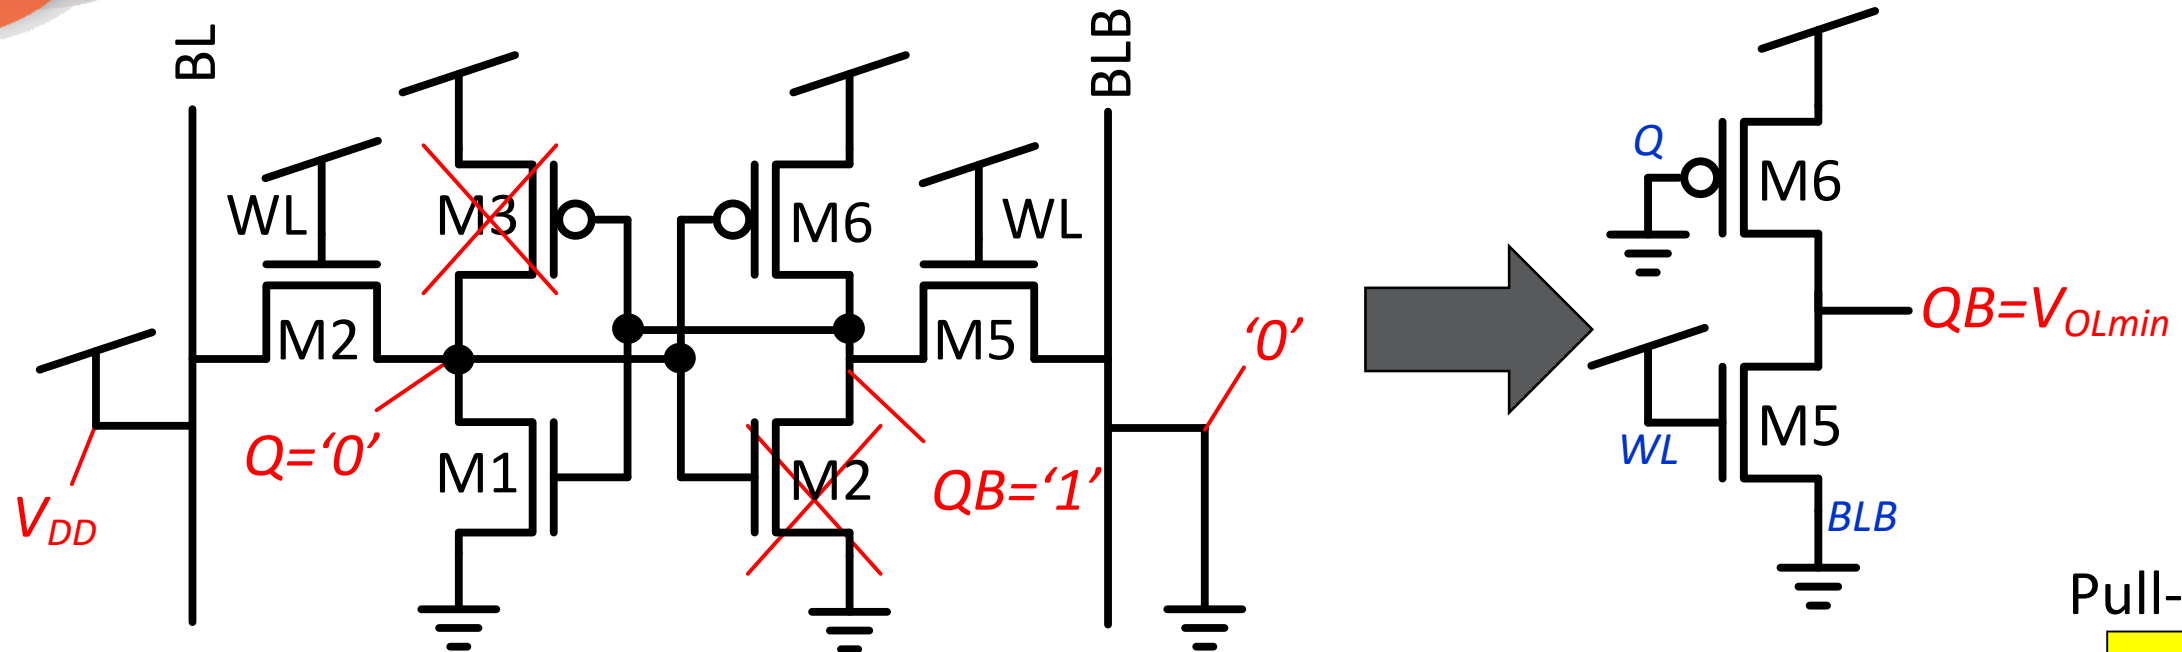 BL
BLB
WL
M3
M6
WL
M2
M5
Q='0'
M1
M2
QB='1'
V_DD
'0'
Q
M6
QB=V_OLmin
M5
WL
BLB
Pull-